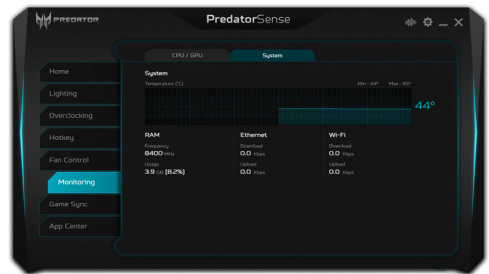 PREDATOR
PredatorSense
CPU / GPU
System
Home
Lighting
Overclocking
Hotkey
Fan Control
Monitoring
Game Sync
App Center
System
Temperature (°C)
Min : 44° Max : 45°
44°
RAM
Frequency
8400 MHz
Usage
3.9 GB (8.2%)
Ethernet
Download
0.0 Kbps
Upload
0.0 Kbps
Wi-Fi
Download
0.0 Kbps
Upload
0.0 Kbps